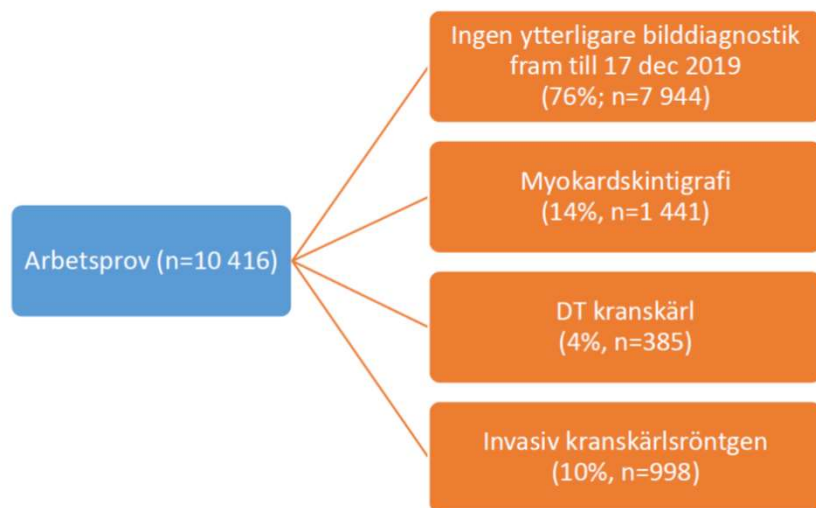 Ingen ytterligare bilddiagnostik
fram till 17 dec 2019
(76%; n=7 944)
Myokardskintigrafi
(14%, n=1 441)
Arbetsprov (n=10 416)
DT kranskärl
(4%, n=385)
Invasiv kranskärlsröntgen
(10%, n=998)